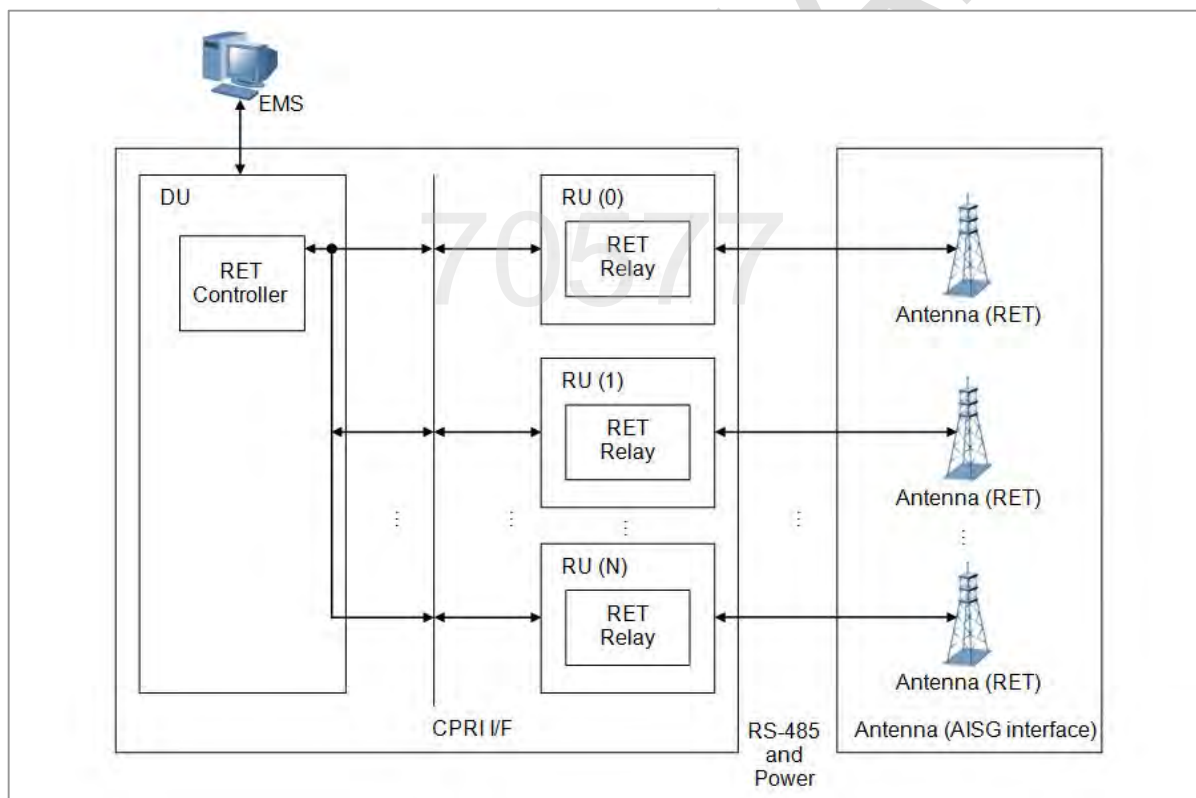 EMS
DU
RET
Controller
RU (0)
RET
Relay
Antenna (RET)
RU (1)
RET
Relay
Antenna (RET)
RU (N)
RET
Relay
Antenna (RET)
CPRI I/F
RS-485
and
Power
Antenna (AISG interface)
70577